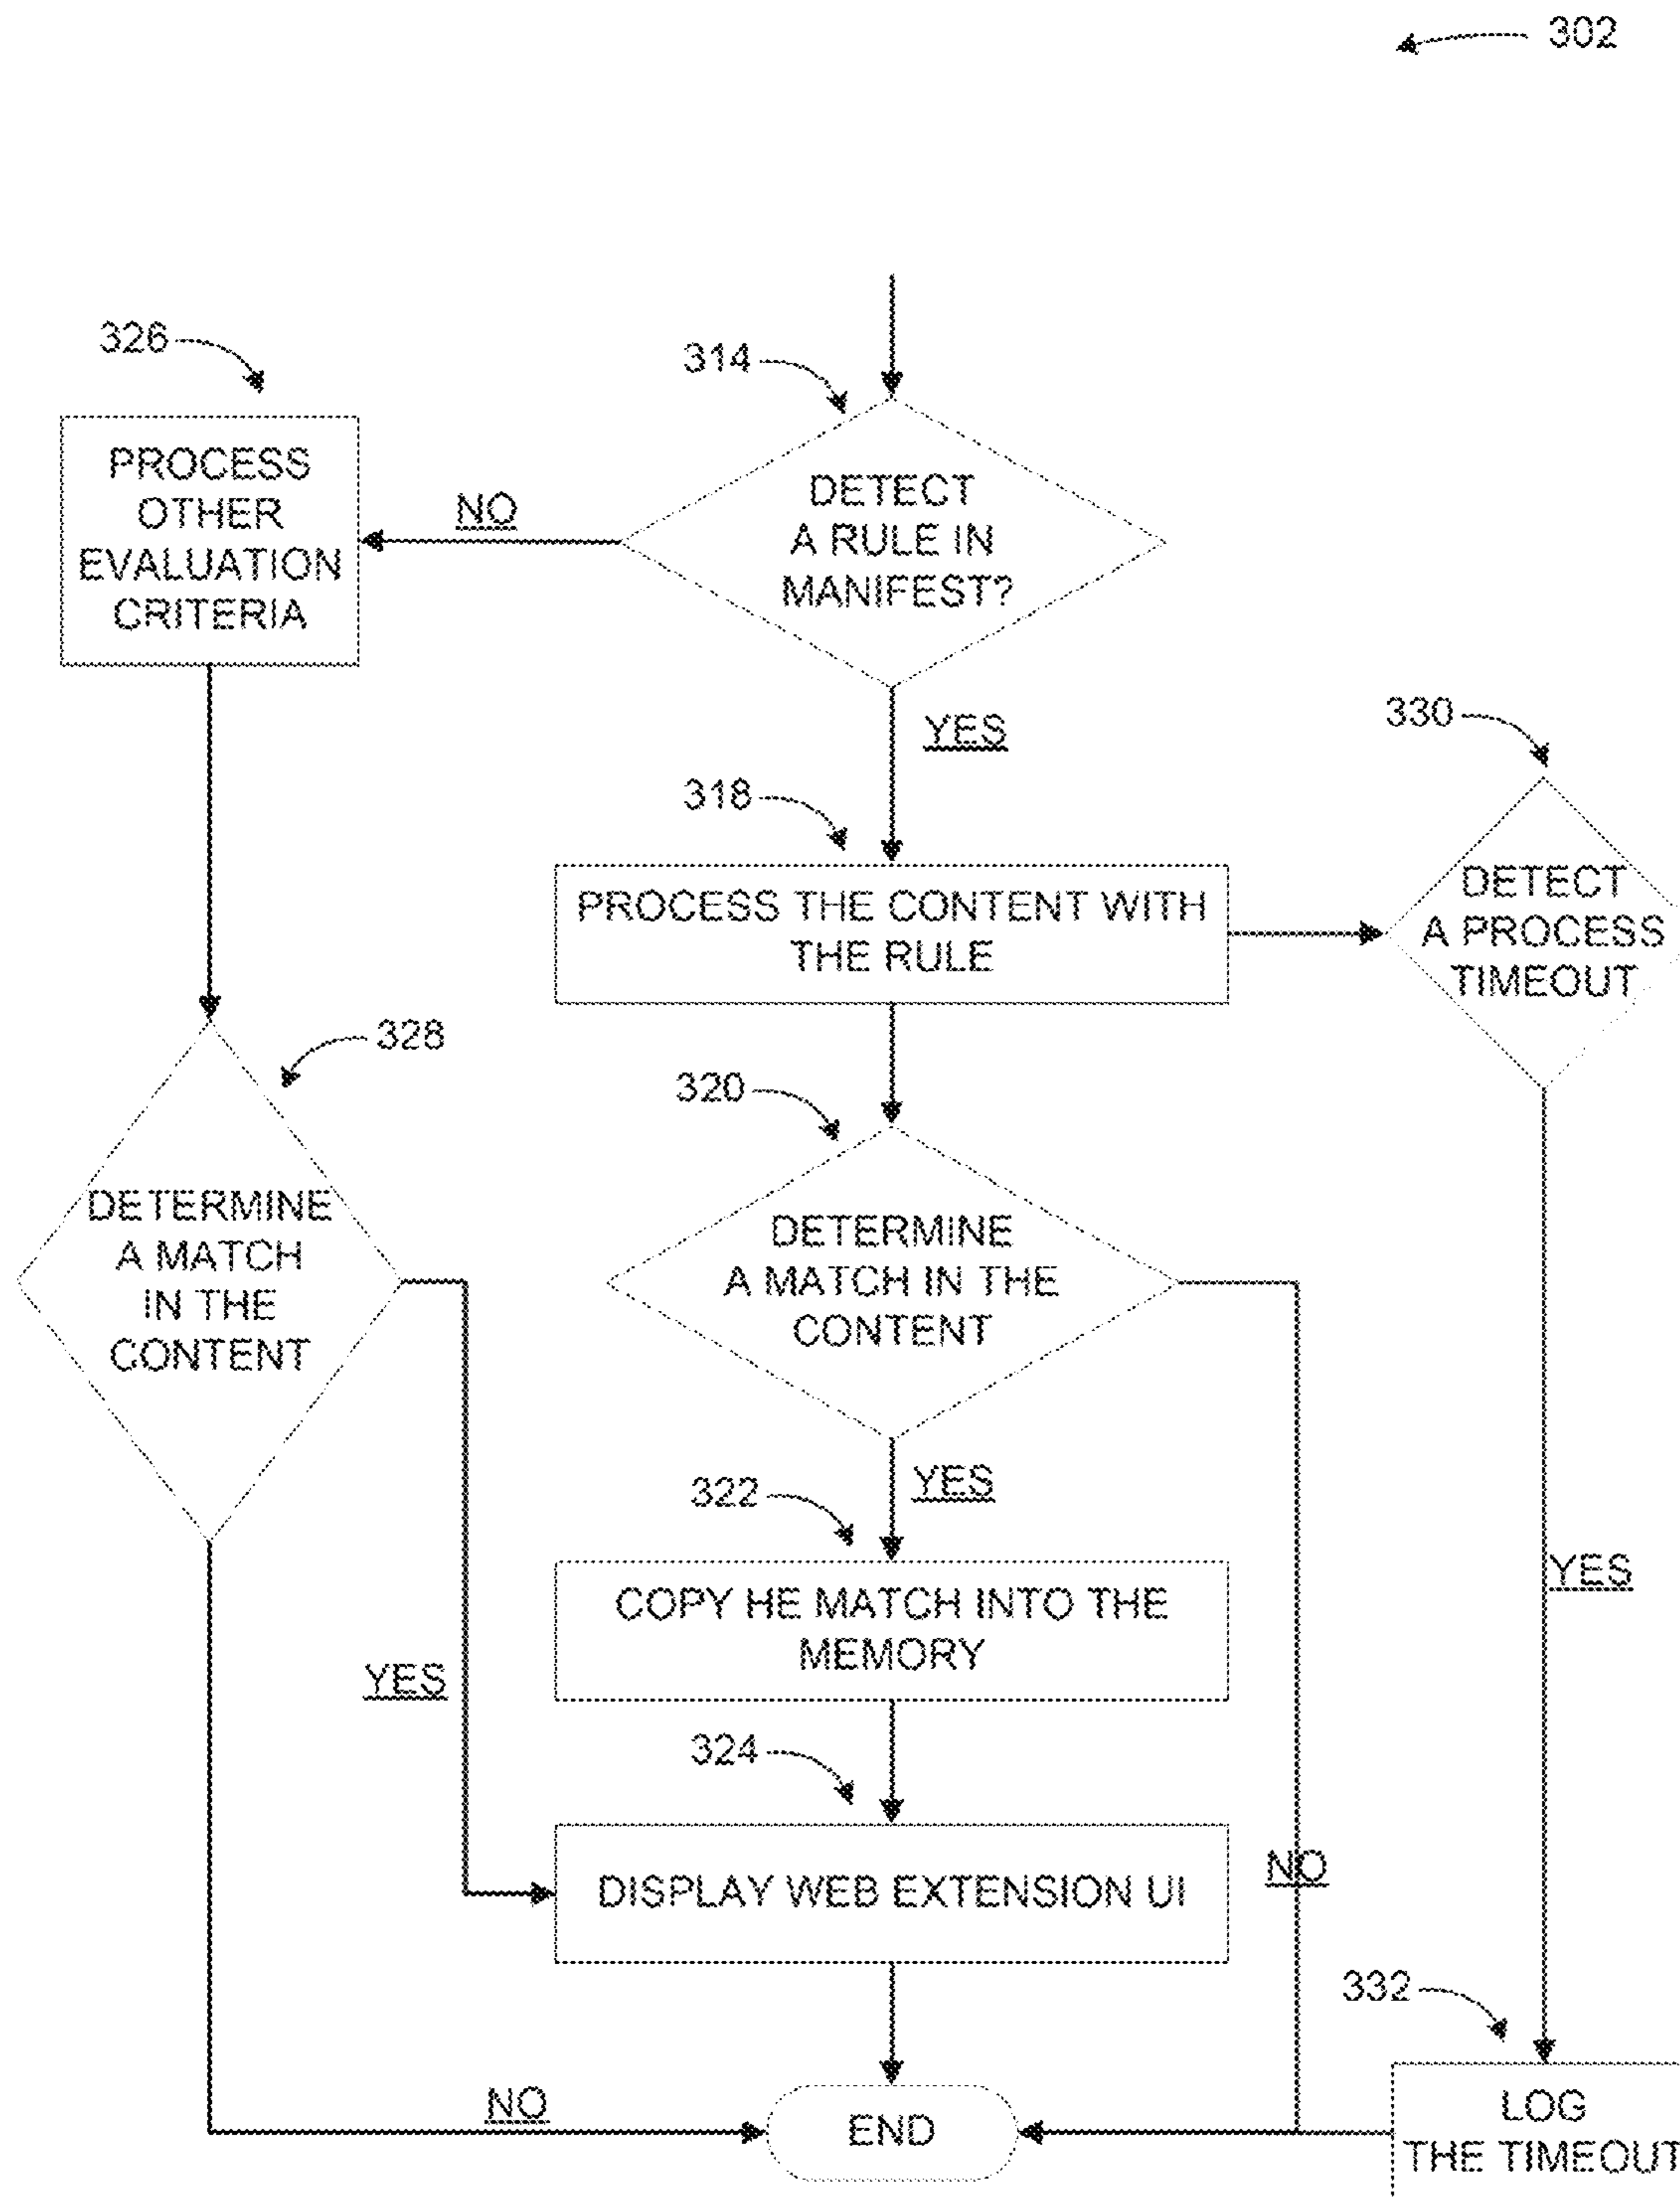 302
326
314
PROCESS
OTHER
EVALUATION
CRITERIA
NO
DETECT
A RULE IN
MANIFEST?
YES
330
318
PROCESS THE CONTENT WITH
THE RULE
DETECT
A PROCESS
TIMEOUT
328
320
DETERMINE
A MATCH
IN THE
CONTENT
DETERMINE
A MATCH IN THE
CONTENT
YES
322
COPY HE MATCH INTO THE
MEMORY
YES
YES
324
DISPLAY WEB EXTENSION UI
NO
332
NO
END
LOG
THE TIMEOUT